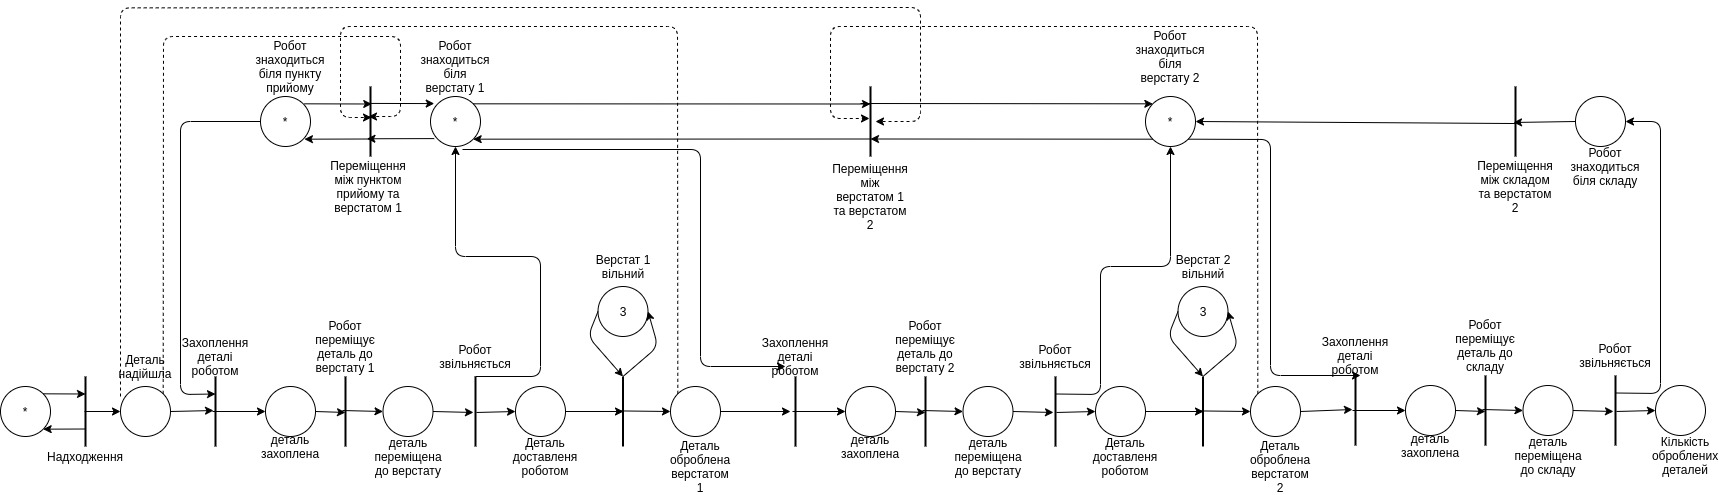 Робот
знаходиться
біля пункту
прийому
*
Робот
знаходиться
біля
верстату 1
*
Робот
знаходиться
біля
верстату 2
*
Переміщення
між пунктом
прийому та
верстатом 1
Переміщення
між
верстатом 1
та верстатом
2
Переміщення
між складом
та верстатом
2
Робот
знаходиться
біля складу
Верстат 1
вільний
3
Верстат 2
вільний
3
*
Надходження
Деталь
надійшла
Захоплення
деталі
роботом
деталь
захоплена
Робот
переміщує
деталь до
верстату 1
деталь
переміщена
до верстату
Робот
звільняється
Деталь
доставленя
роботом
Деталь
оброблена
верстатом
1
Захоплення
деталі
роботом
деталь
захоплена
Робот
переміщує
деталь до
верстату 2
деталь
переміщена
до верстату
Робот
звільняється
Деталь
доставленя
роботом
Деталь
оброблена
верстатом
2
Захоплення
деталі
роботом
деталь
захоплена
Робот
переміщує
деталь до
складу
деталь
переміщена
до складу
Робот
звільняється
Кількість
оброблених
деталей